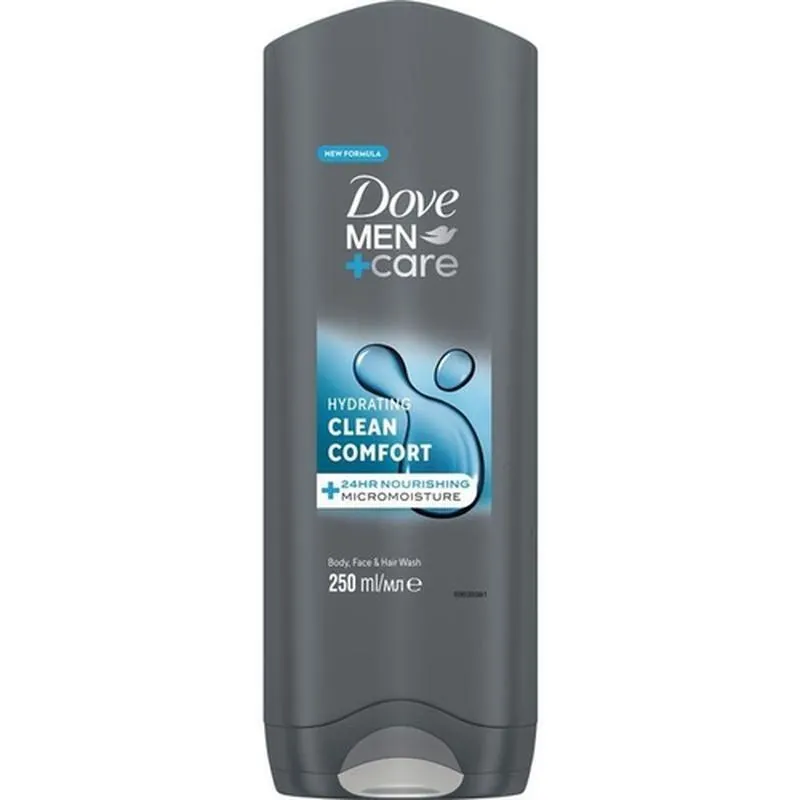 NEW FORMULA
Dove
MEN
+care
HYDRATING
CLEAN
COMFORT
+24HR NOURISHING
MICROMOISTURE
Body, Face & Hair Wash
250 ml/мл e